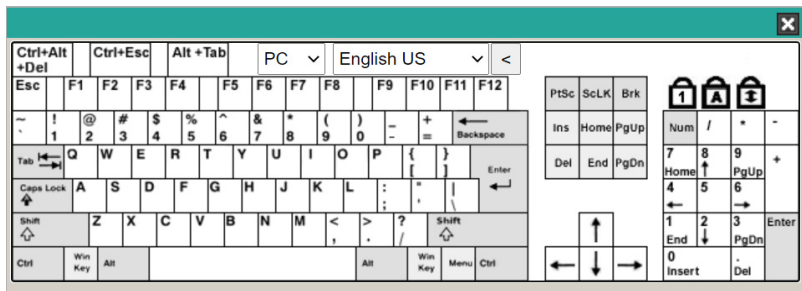 Ctrl+Alt +Del Ctrl+Esc Alt +Tab PC English US <
Esc F1 F2 F3 F4 F5 F6 F7 F8 F9 F10 F11 F12 PtSc ScLK Brk 1 A
~ ` ! 1 @ 2 # 3 $ 4 % 5 ^ 6 & 7 * 8 ( 9 ) 0 _ - + = Backspace Ins Home PgUp Num / * -
Tab Q W E R T Y U I O P { [ } ] Enter Del End PgDn 7 Home 8 9 PgUp +
Caps Lock A S D F G H J K L : ; " ' | \ 4 5 6
Shift Z X C V B N M < , > . ? / Shift 1 End 2 3 PgDn Enter
Ctrl Win Key Alt Alt Win Key Menu Ctrl 0 Insert . Del